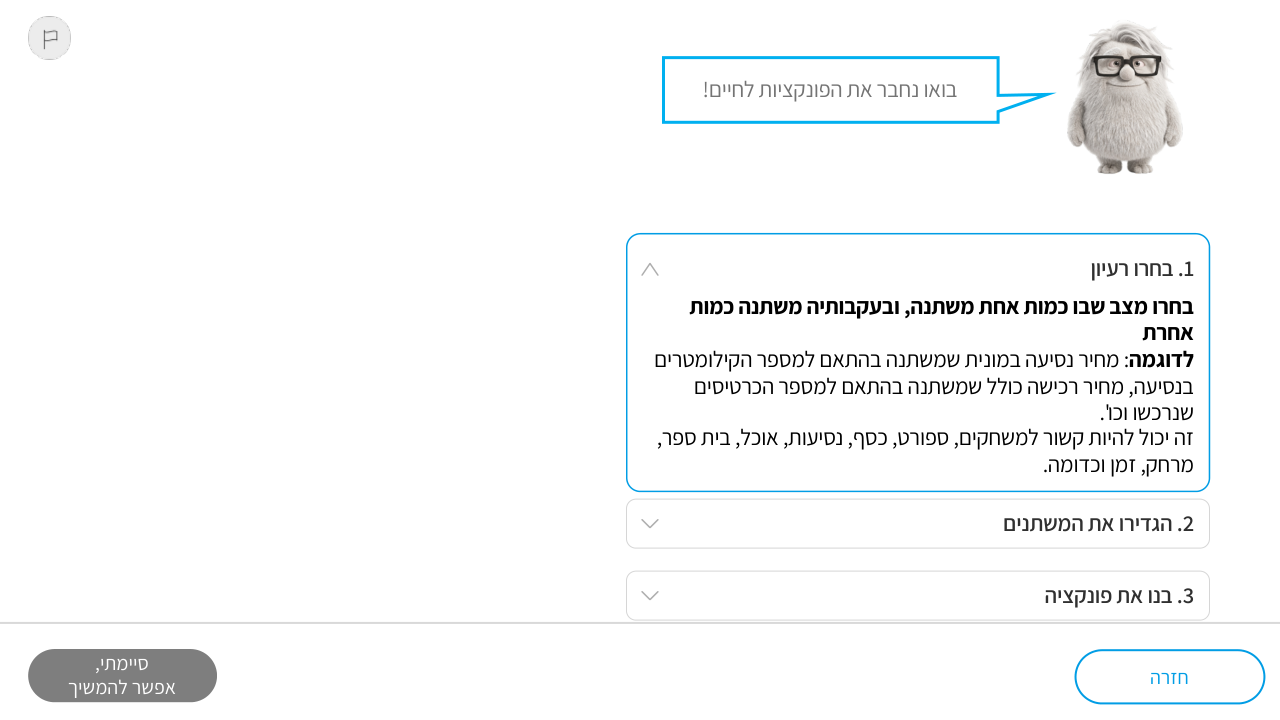 בואו נחבר את הפונקציות לחיים!
1. בחרו רעיון
בחרו מצב שבו כמות אחת משתנה, ובעקבותיה משתנה כמות
אחרת
לדוגמה: מחיר נסיעה במונית שמשתנה בהתאם למספר הקילומטרים
בנסיעה, מחיר רכישה כולל שמשתנה בהתאם למספר הכרטיסים
שנרכשו וכו'.
זה יכול להיות קשור למשחקים, ספורט, כסף, נסיעות, אוכל, בית ספר,
מרחק, זמן וכדומה.
2. הגדירו את המשתנים
3. בנו את פונקציה
חזרה
סיימתי,
אפשר להמשיך